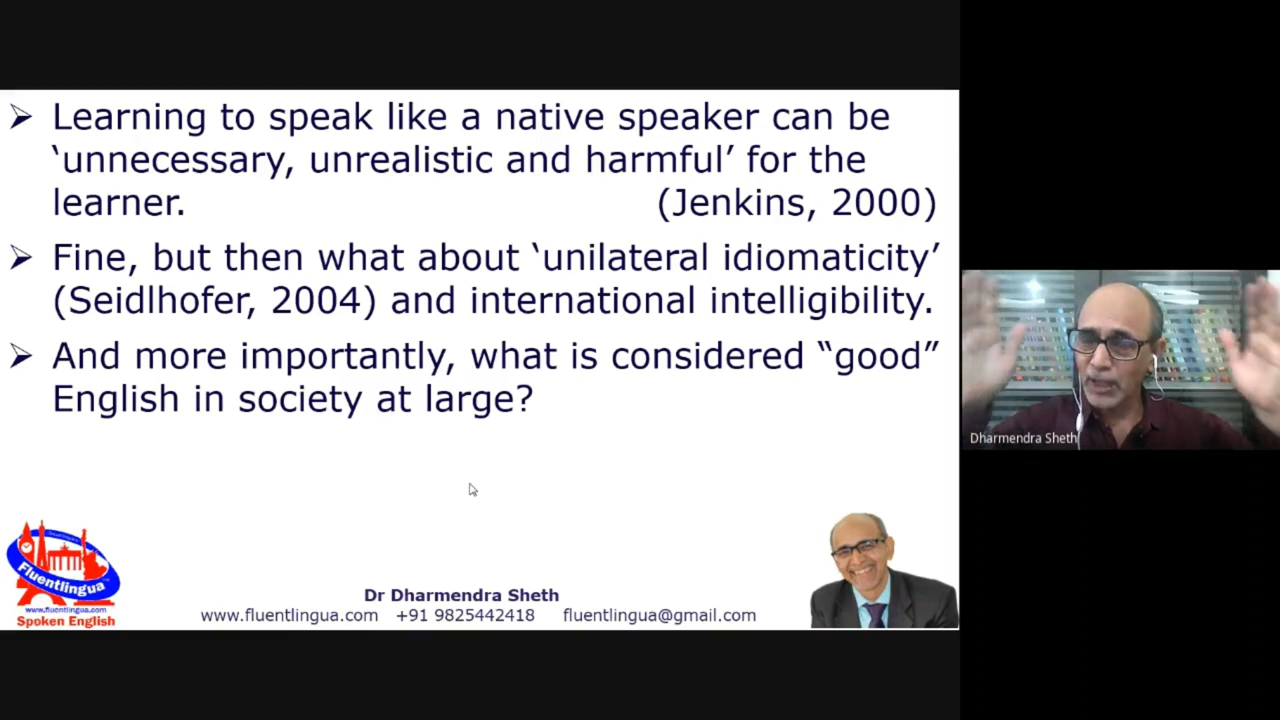 ➢ Learning to speak like a native speaker can be
‘unnecessary, unrealistic and harmful’ for the
learner. (Jenkins, 2000)
➢ Fine, but then what about ‘unilateral idiomaticity’
(Seidlhofer, 2004) and international intelligibility.
➢ And more importantly, what is considered “good”
English in society at large?
Dharmendra Sheth
Fluentlingua
www.fluentlingua.com
Spoken English
Dr Dharmendra Sheth
www.fluentlingua.com +91 9825442418 fluentlingua@gmail.com